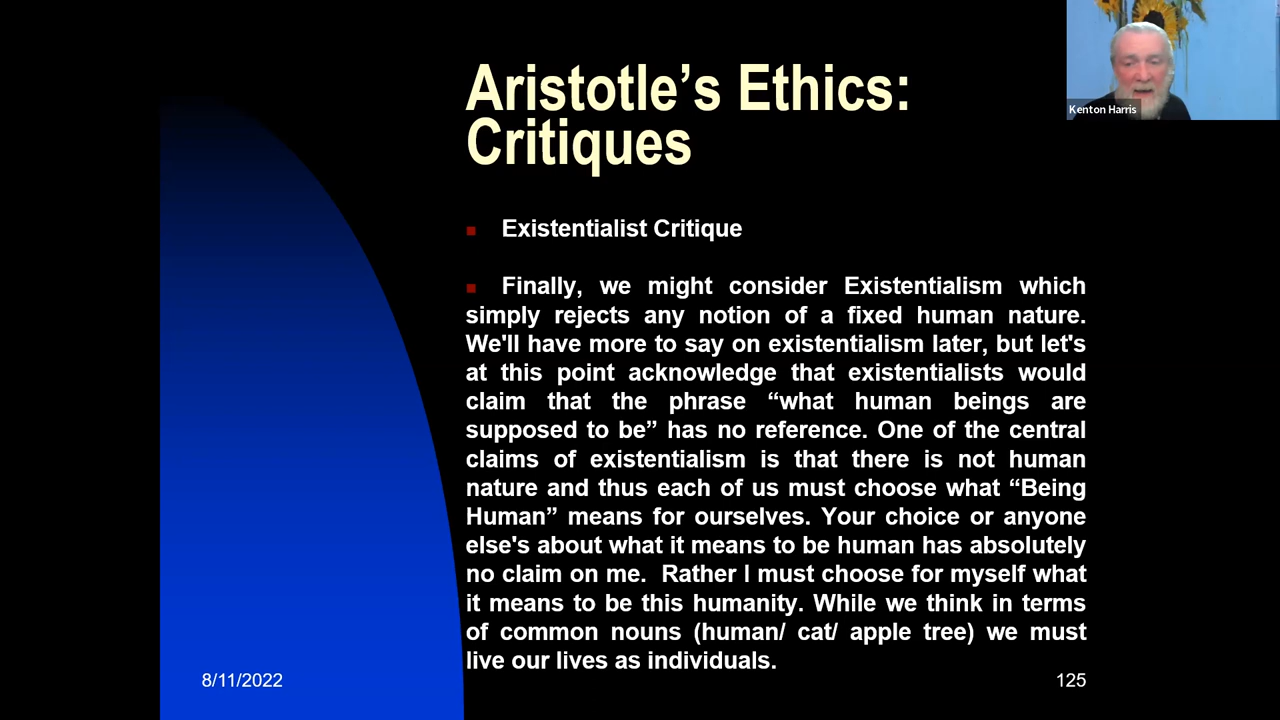 Aristotle’s Ethics:
Critiques
Kenton Harris
Existentialist Critique
Finally, we might consider Existentialism which
simply rejects any notion of a fixed human nature.
We'll have more to say on existentialism later, but let's
at this point acknowledge that existentialists would
claim that the phrase “what human beings are
supposed to be” has no reference. One of the central
claims of existentialism is that there is not human
nature and thus each of us must choose what “Being
Human” means for ourselves. Your choice or anyone
else's about what it means to be human has absolutely
no claim on me.  Rather I must choose for myself what
it means to be this humanity. While we think in terms
of common nouns (human/ cat/ apple tree) we must
live our lives as individuals.
8/11/2022
125